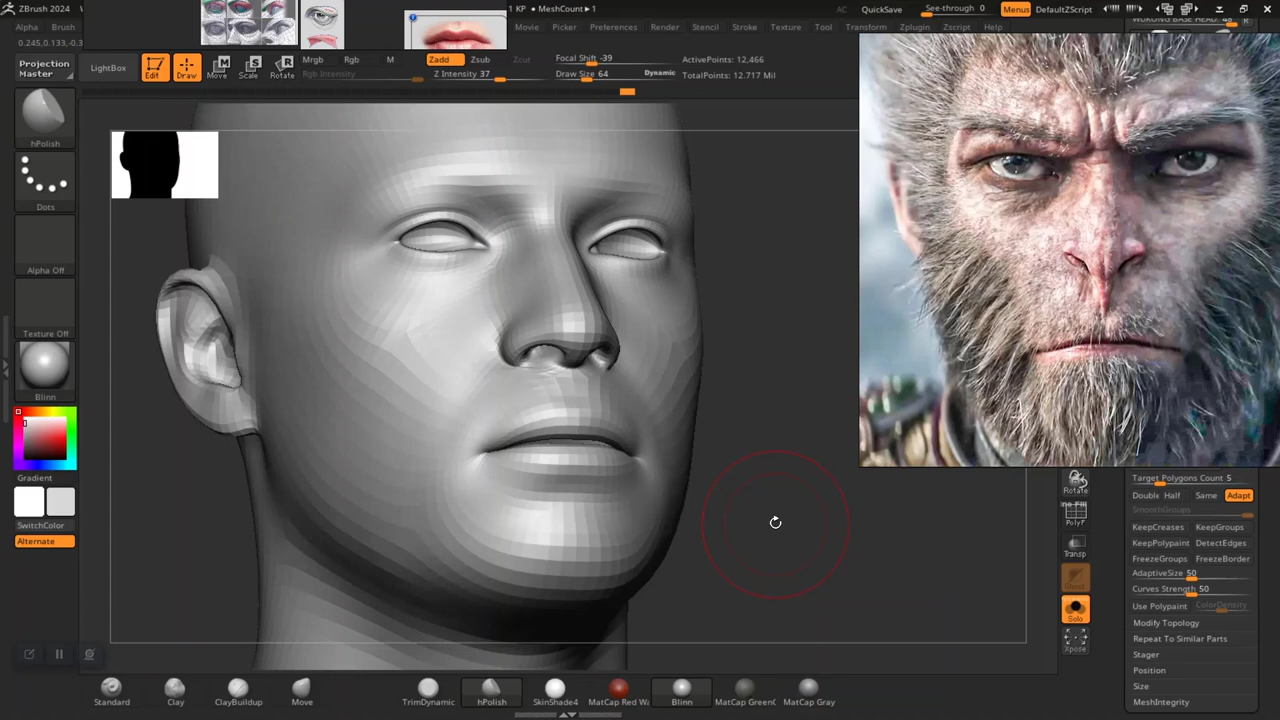 ZBrush 2024
1 KP ● MeshCount▸1
AC
QuickSave
See-through 0
Menus
DefaultZScript
Alpha
Brush
Movie
Picker
Preferences
Render
Stencil
Stroke
Texture
Tool
Transform
Zplugin
Zscript
Help
Projection
Master
LightBox
Edit
Draw
Move
Scale
Rotate
Mrgb
Rgb
M
Rgb Intensity
Zadd
Zsub
Zcut
Z Intensity 37
Focal Shift -39
Draw Size 64
Dynamic
ActivePoints: 12,466
TotalPoints: 12.717 Mil
hPolish
Dots
Alpha Off
Texture Off
Blinn
Gradient
SwitchColor
Alternate
Rotate
PolyF
Transp
Ghost
Solo
Xpose
Target Polygons Count 5
Half
Same
Adapt
SmoothGroups
KeepCreases
KeepGroups
KeepPolypaint
DetectEdges
FreezeGroups
FreezeBorder
AdaptiveSize 50
Curves Strength 50
Use Polypaint
ColorDensity
Modify Topology
Repeat To Similar Parts
Stager
Position
Size
MeshIntegrity
Standard
Clay
ClayBuildup
Move
TrimDynamic
hPolish
SkinShade4
MatCap Red Wa
Blinn
MatCap GreenC
MatCap Gray